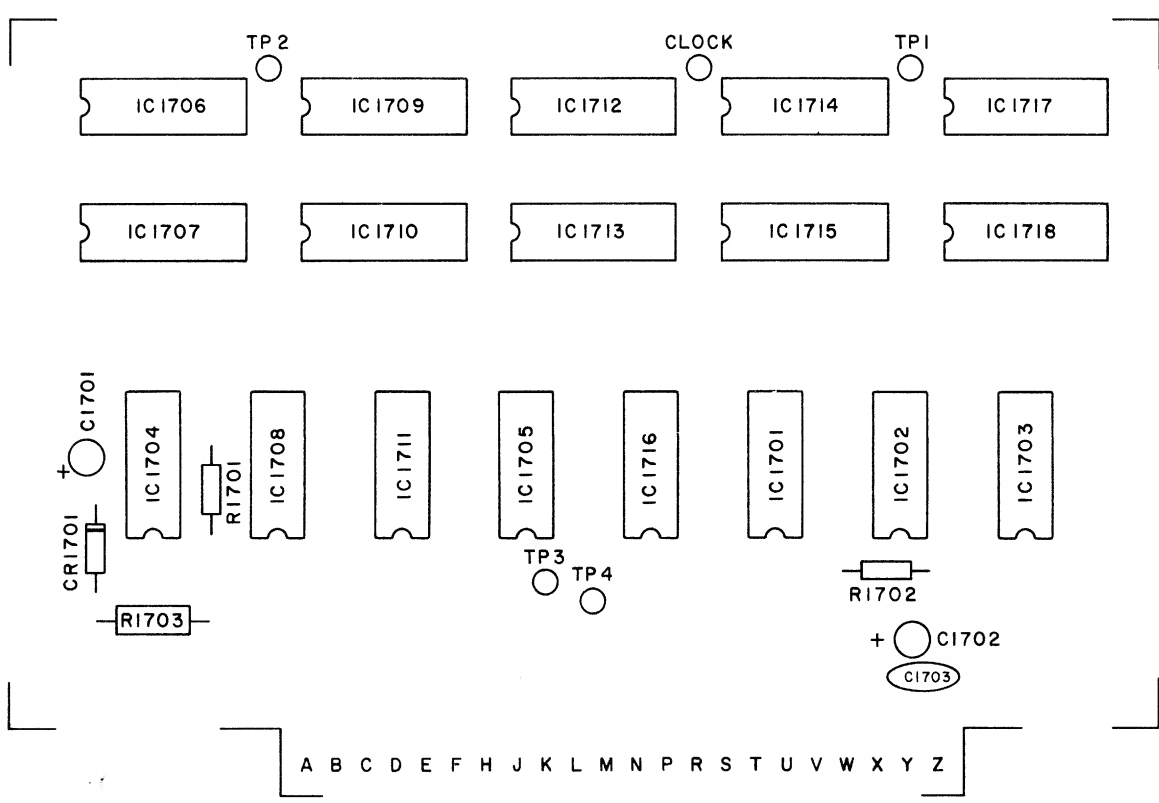 TP2 CLOCK TP1
IC1706 IC1709 IC1712 IC1714 IC1717
IC1707 IC1710 IC1713 IC1715 IC1718
C1701 IC1704 R1701 IC1708 IC1711 IC1705 IC1716 IC1701 IC1702 IC1703
+
CR1701
TP3 TP4
R1702
R1703
+ C1702
C1703
A B C D E F H J K L M N P R S T U V W X Y Z